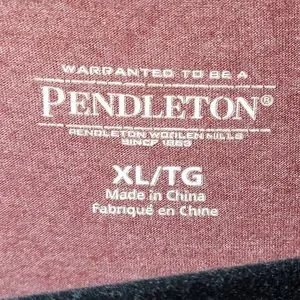 WARRANTED TO BE A
PENDLETON®
PENDLETON WOOLEN MILLS
SINCE 1863
XL/TG
Made in China
Fabriqué en Chine